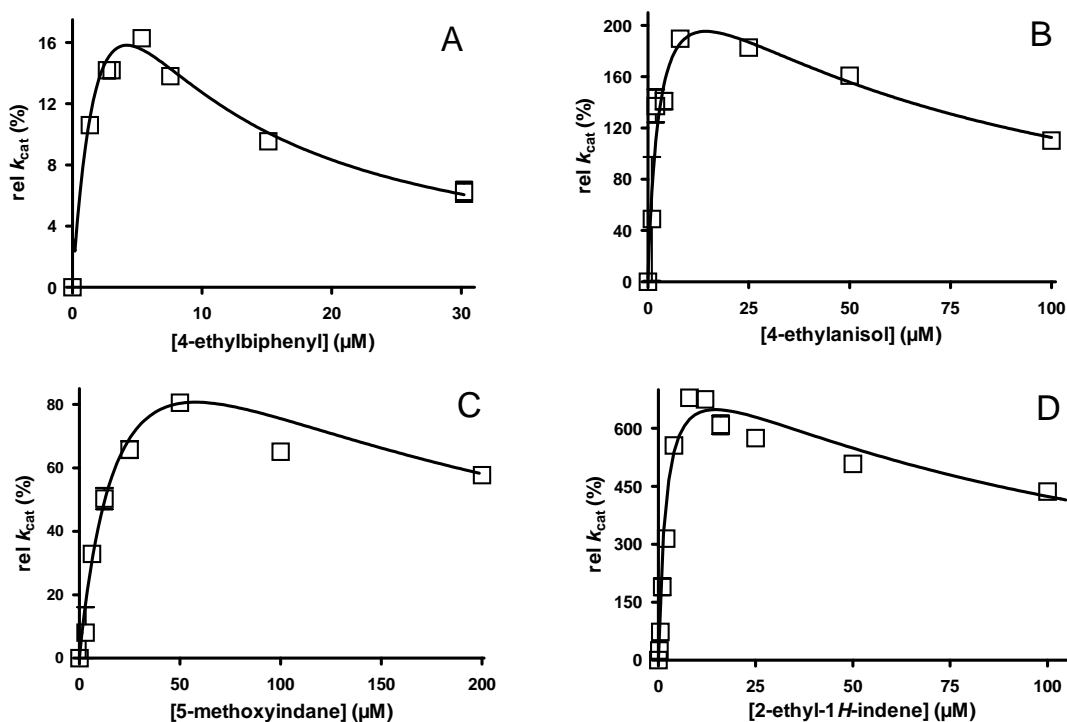 A
rel kcat (%)
16
12
8
4
0
0 10 20 30
[4-ethylbiphenyl] (µM)
B
rel kcat (%)
200
160
120
80
40
0
0 25 50 75 100
[4-ethylanisol] (µM)
C
rel kcat (%)
80
60
40
20
0
0 50 100 150 200
[5-methoxyindane] (µM)
D
rel kcat (%)
600
450
300
150
0
0 25 50 75 100
[2-ethyl-1H-indene] (µM)